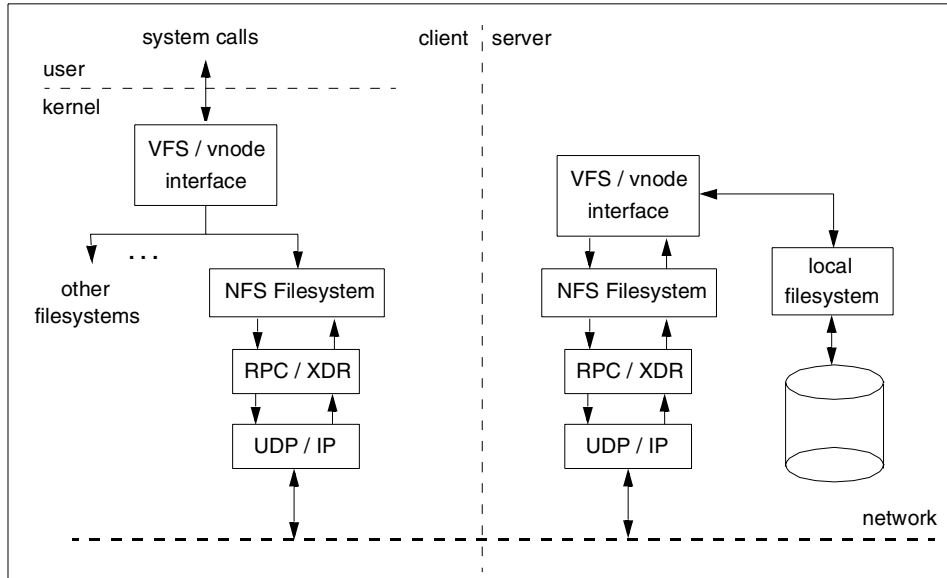 system calls
client
server
user
kernel
VFS / vnode
interface
VFS / vnode
interface
. . .
other
filesystems
NFS Filesystem
NFS Filesystem
local
filesystem
RPC / XDR
RPC / XDR
UDP / IP
UDP / IP
network